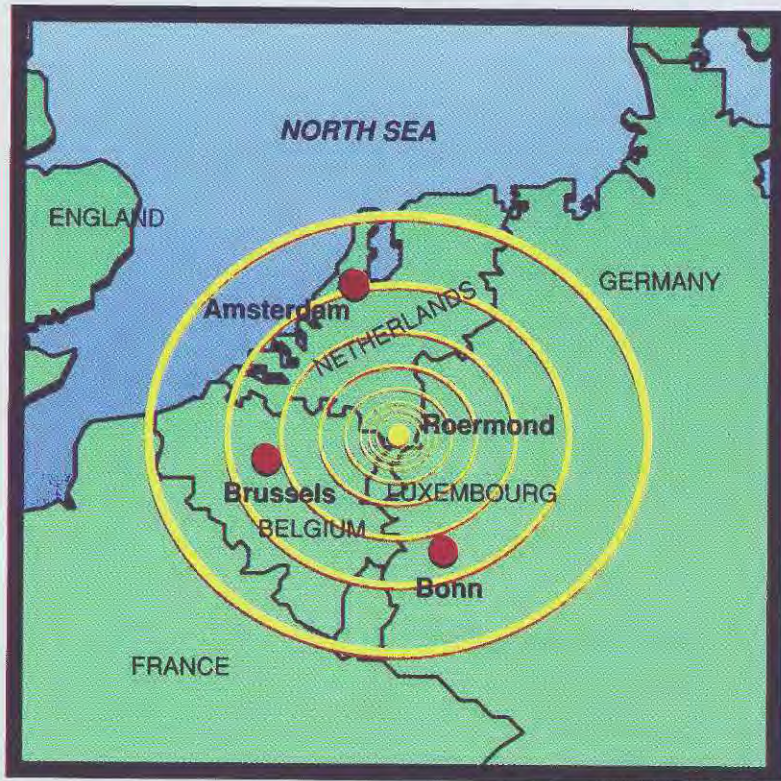 NORTH SEA
ENGLAND
GERMANY
Amsterdam
NETHERLANDS
Roermond
Brussels
LUXEMBOURG
BELGIUM
Bonn
FRANCE